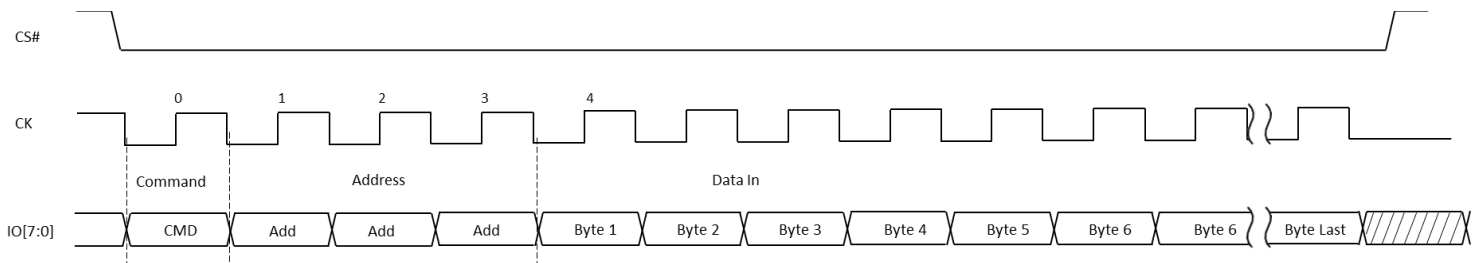 CS#
0 1 2 3 4
CK
Command Address Data In
IO[7:0] CMD Add Add Add Byte 1 Byte 2 Byte 3 Byte 4 Byte 5 Byte 6 Byte 6 Byte Last